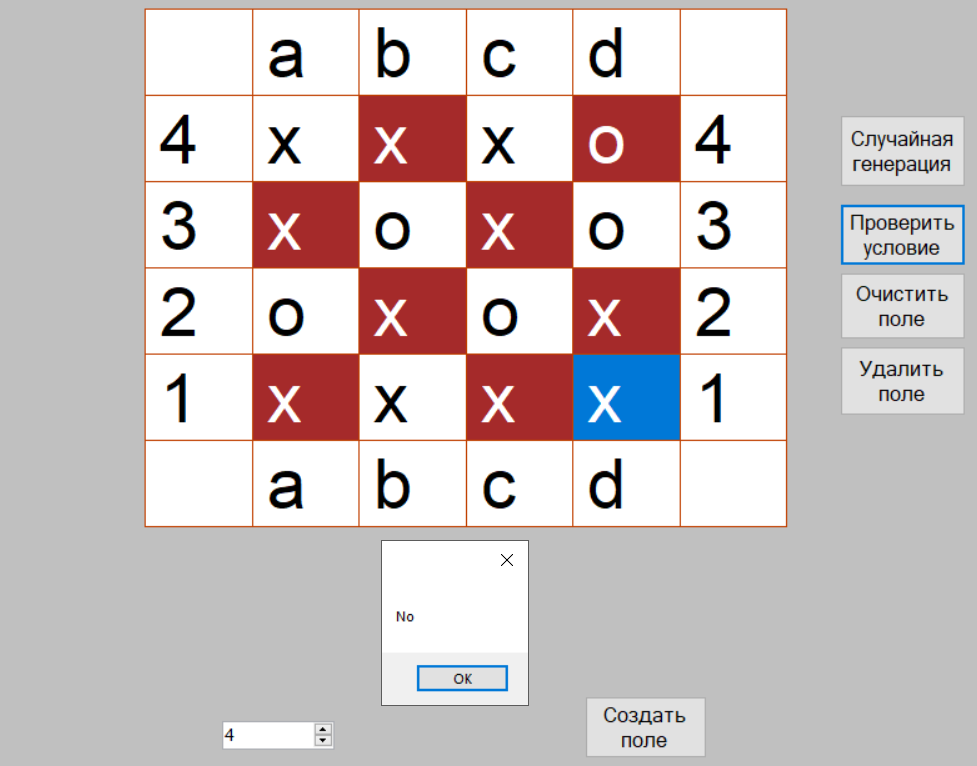 a b c d
4 x x x o 4
3 x o x o 3
2 o x o x 2
1 x x x x 1
a b c d
Случайная
генерация
Проверить
условие
Очистить
поле
Удалить
поле
No
OK
4
Создать
поле